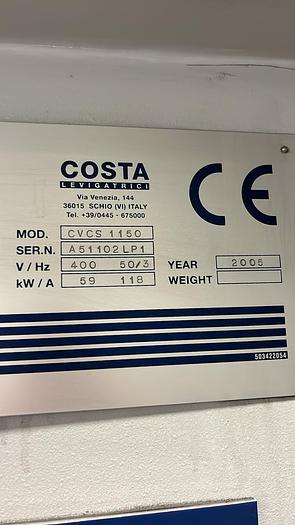 COSTA
LEVIGATRICI
Via Venezia, 144
36015 SCHIO (VI) ITALY
Tel. +39/0445 - 675000
CE
MOD. CVCS 1150
SER.N. A51102LP1
V / Hz 400 50/3 YEAR 2005
kW / A 59 118 WEIGHT
503422054